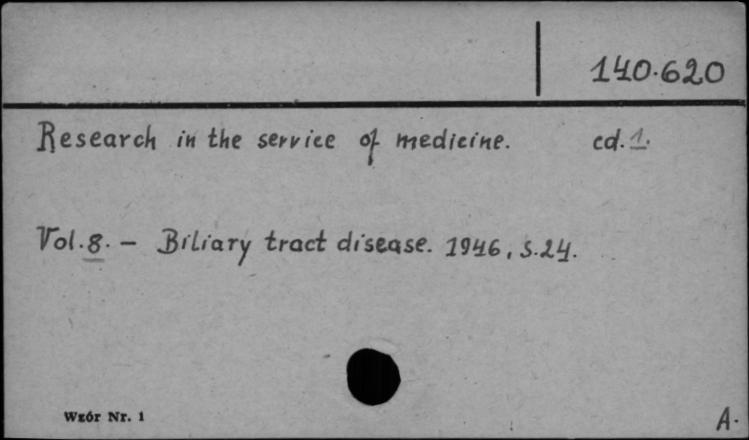 140.620
Research in the service of medicine. cd. 1.
Vol. 8. - Biliary tract disease. 1946, S. 24.
Wzór Nr. 1
A.